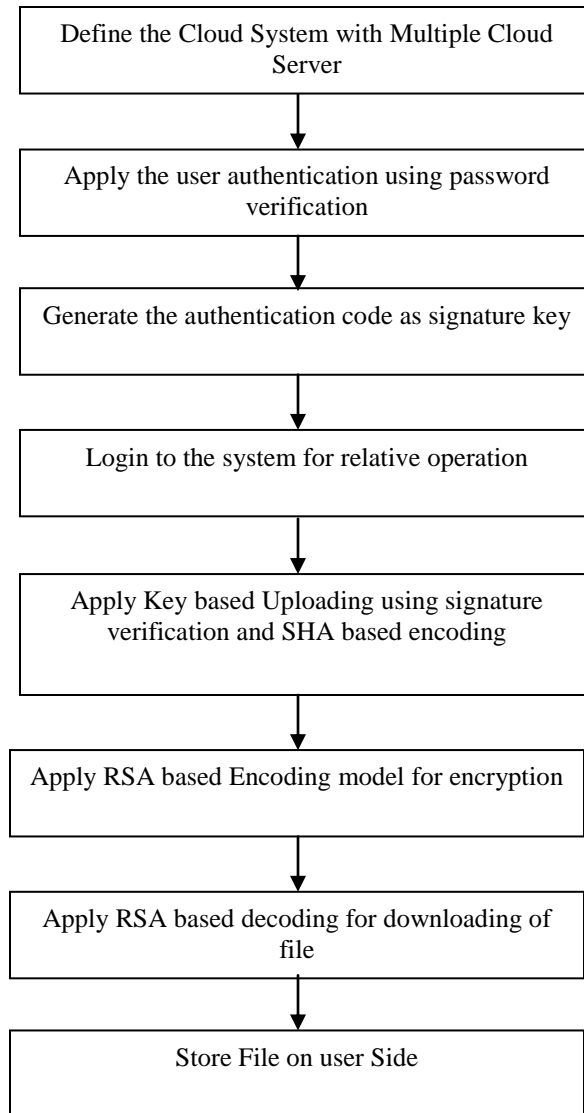 Define the Cloud System with Multiple Cloud
Server
Apply the user authentication using password
verification
Generate the authentication code as signature key
Login to the system for relative operation
Apply Key based Uploading using signature
verification and SHA based encoding
Apply RSA based Encoding model for encryption
Apply RSA based decoding for downloading of
file
Store File on user Side